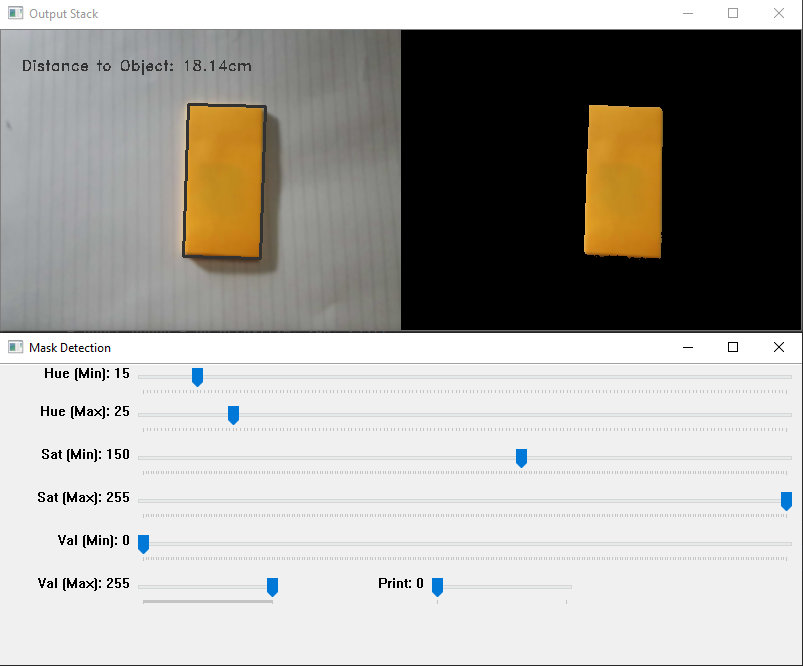 Output Stack
Distance to Object: 18.14cm
Mask Detection
Hue (Min): 15
Hue (Max): 25
Sat (Min): 150
Sat (Max): 255
Val (Min): 0
Val (Max): 255 Print: 0